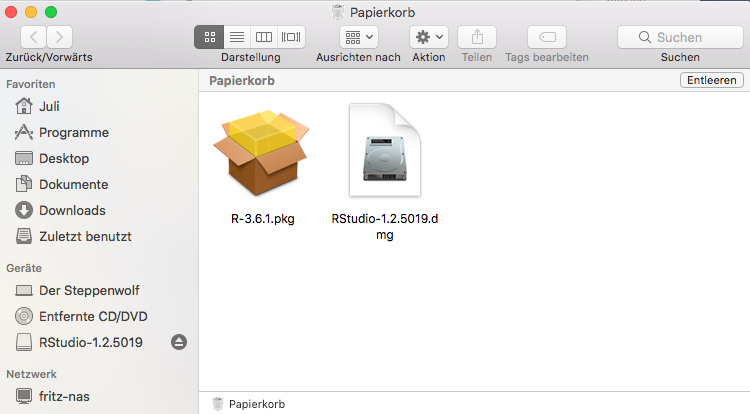 Papierkorb
Zurück/Vorwärts
Darstellung
Ausrichten nach
Aktion
Teilen
Tags bearbeiten
Suchen
Suchen
Favoriten
Juli
Programme
Desktop
Dokumente
Downloads
Zuletzt benutzt
Geräte
Der Steppenwolf
Entfernte CD/DVD
RStudio-1.2.5019
Netzwerk
fritz-nas
Papierkorb
Entleeren
R-3.6.1.pkg
RStudio-1.2.5019.d
mg
Papierkorb